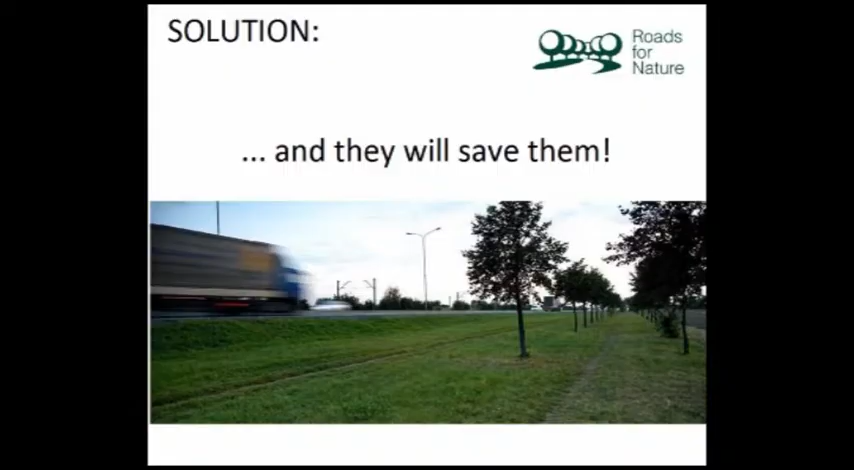 SOLUTION:
Roads
for
Nature
... and they will save them!